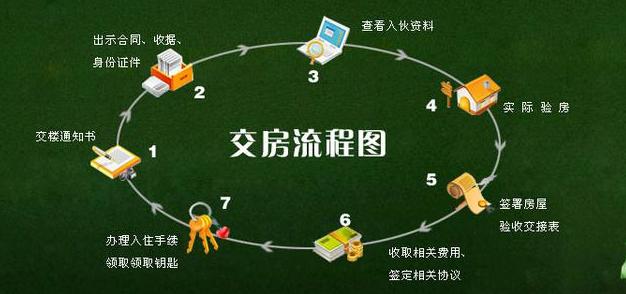 交房流程图
1
交楼通知书
2
出示合同、收据、
身份证件
3
查看入伙资料
4
实 际 验 房
5
签署房屋
验收交接表
6
收取相关费用、
签定相关协议
7
办理入住手续
领取领取钥匙